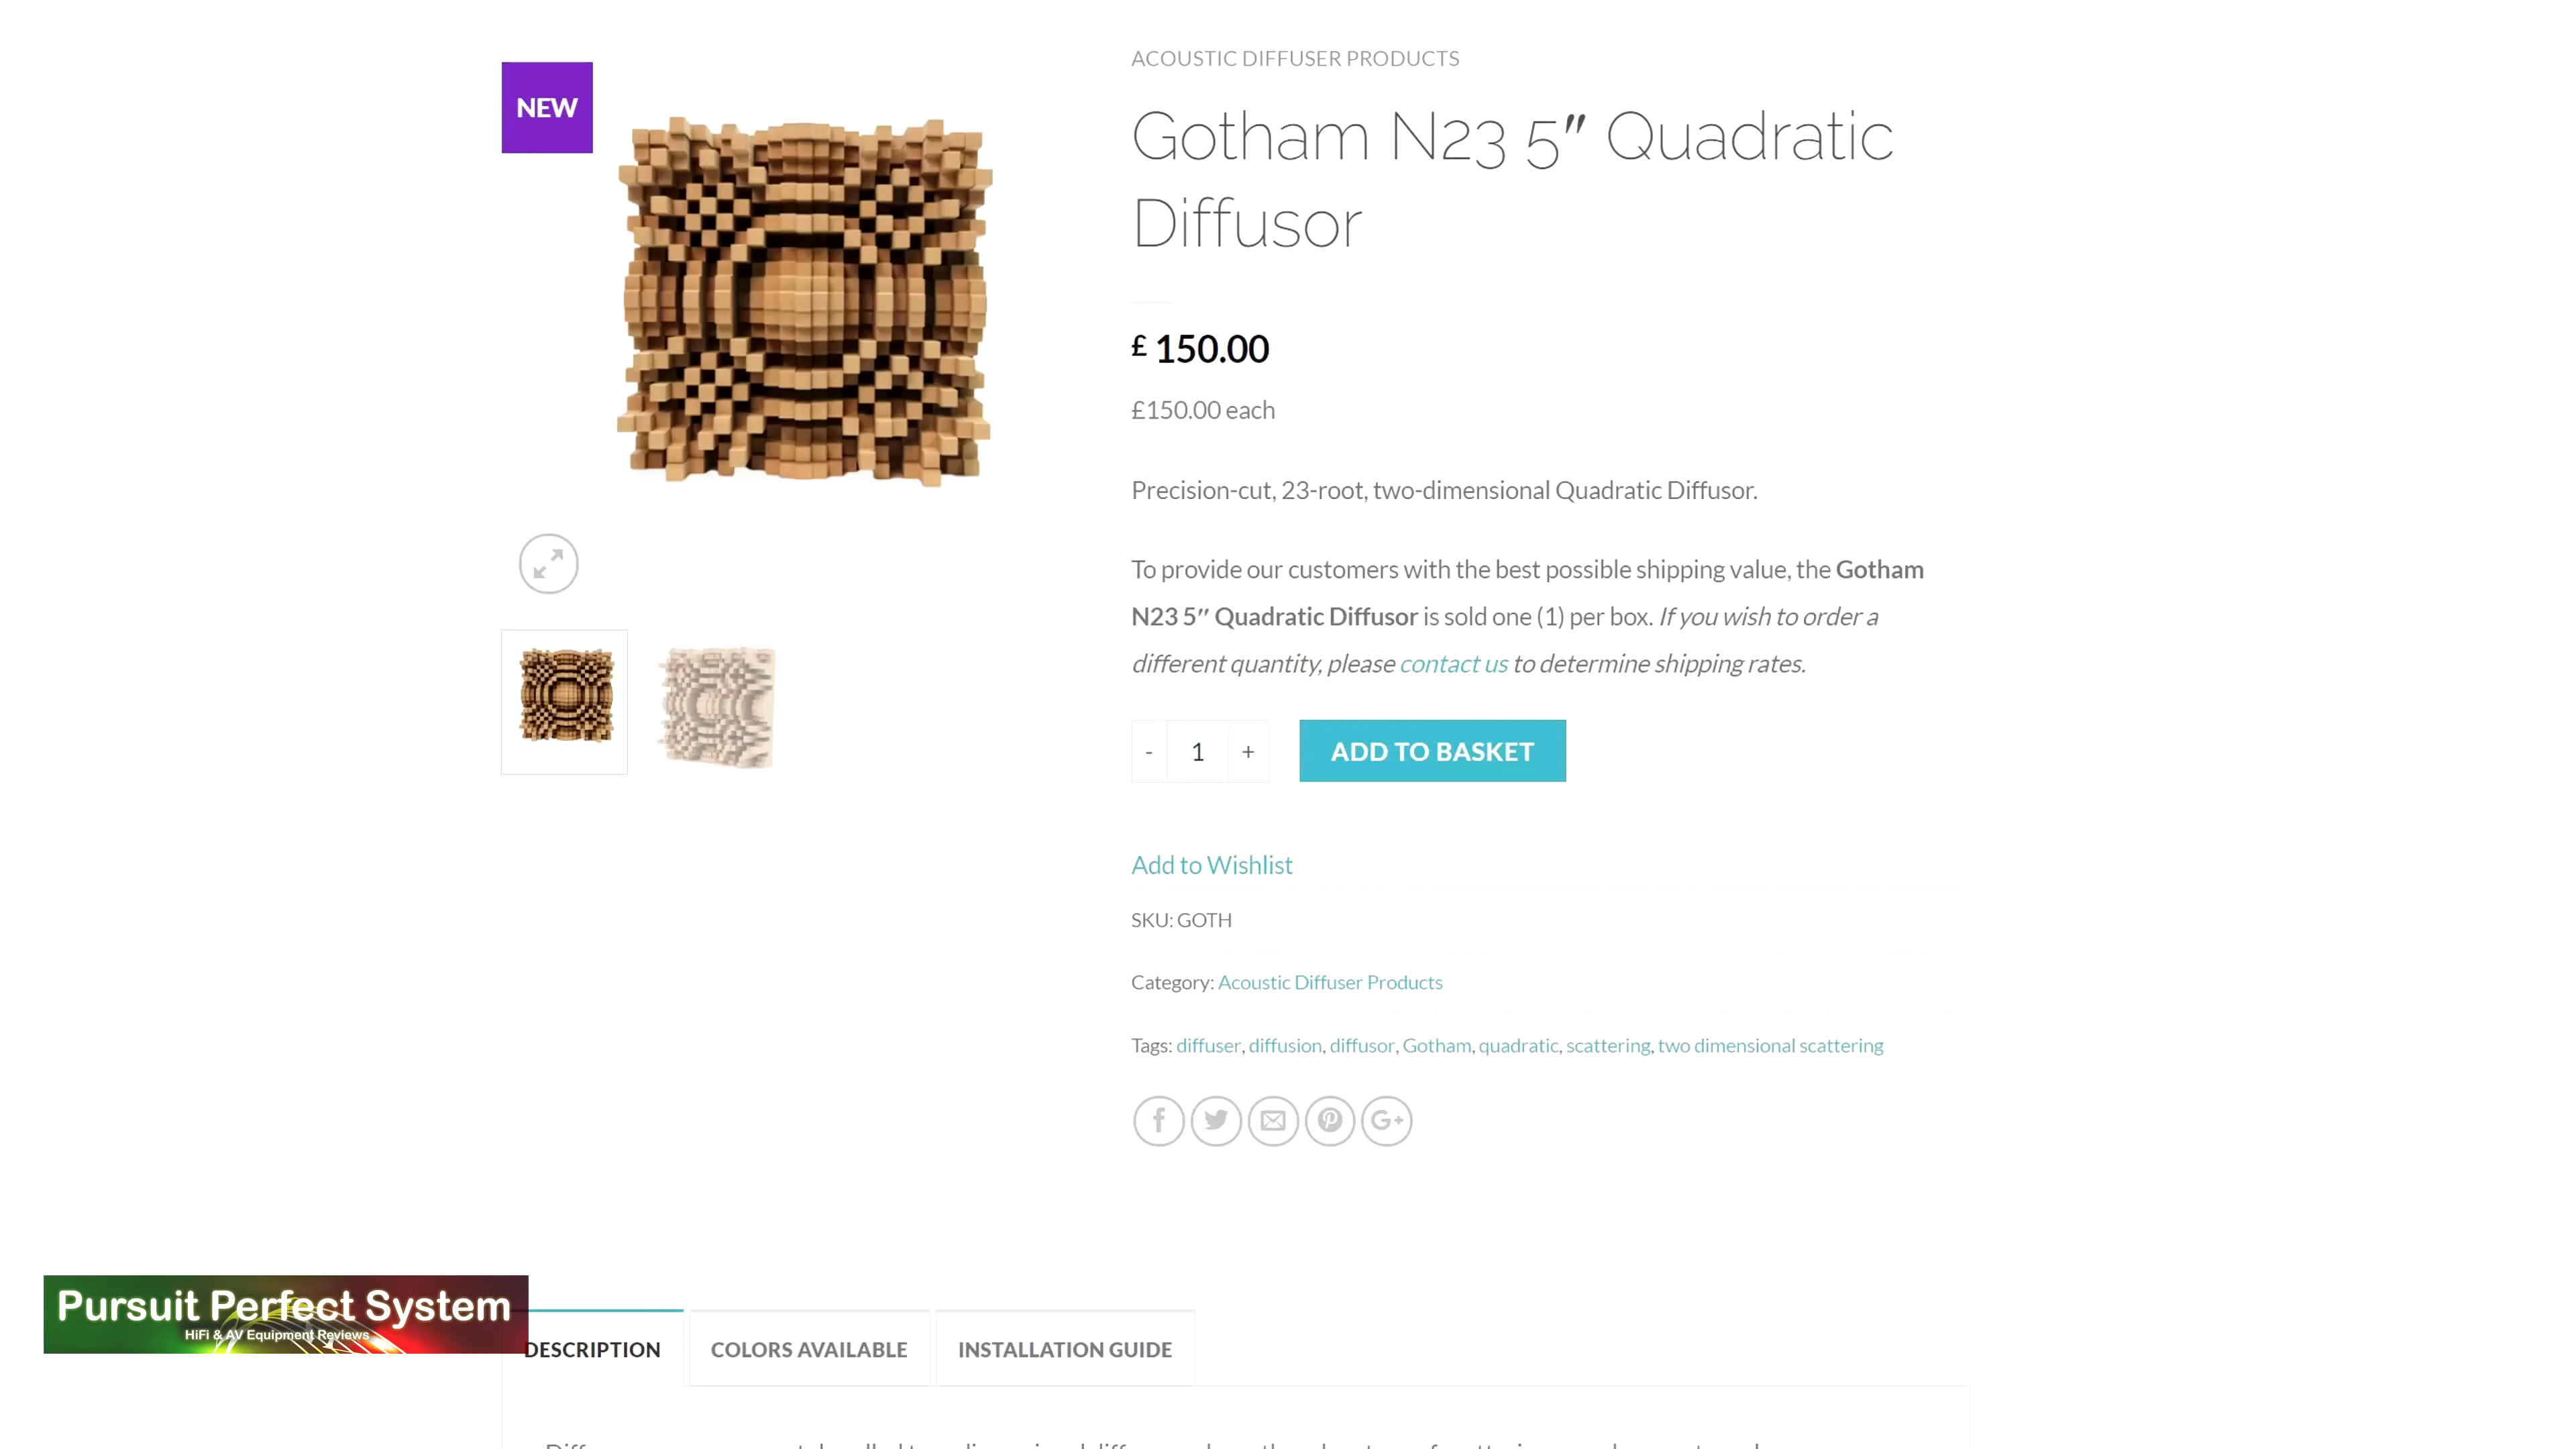 ACOUSTIC DIFFUSER PRODUCTS
NEW
Gotham N23 5″ Quadratic
Diffusor
£ 150.00
£150.00 each
Precision-cut, 23-root, two-dimensional Quadratic Diffusor.
To provide our customers with the best possible shipping value, the Gotham
N23 5″ Quadratic Diffusor is sold one (1) per box. If you wish to order a
different quantity, please contact us to determine shipping rates.
- 1 + ADD TO BASKET
Add to Wishlist
SKU: GOTH
Category: Acoustic Diffuser Products
Tags: diffuser, diffusion, diffusor, Gotham, quadratic, scattering, two dimensional scattering
G+
Pursuit Perfect System
HiFi & AV Equipment Reviews
DESCRIPTION COLORS AVAILABLE INSTALLATION GUIDE